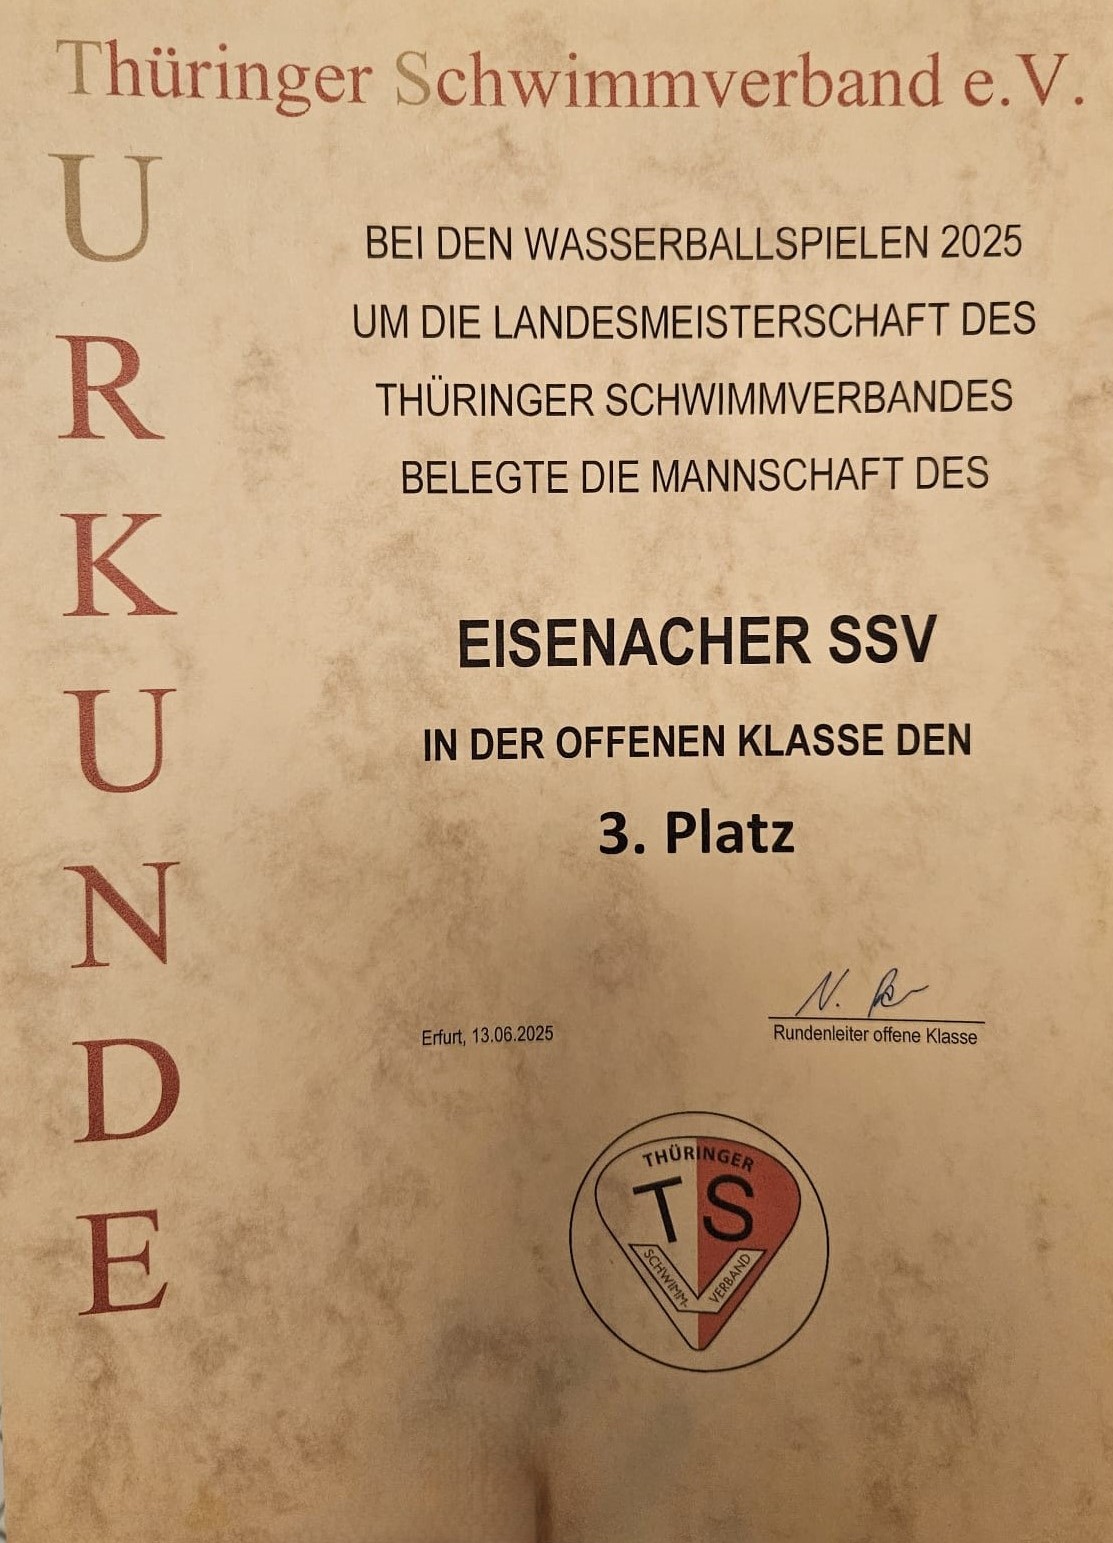 Thüringer Schwimmverband e.V.
URKUNDE
BEI DEN WASSERBALLSPIELEN 2025
UM DIE LANDESMEISTERSCHAFT DES
THÜRINGER SCHWIMMVERBANDES
BELEGTE DIE MANNSCHAFT DES
EISENACHER SSV
IN DER OFFENEN KLASSE DEN
3. Platz
N.
Erfurt, 13.06.2025
Rundenleiter offene Klasse
THÜRINGER
TS
SCHWIMM-
VERBAND